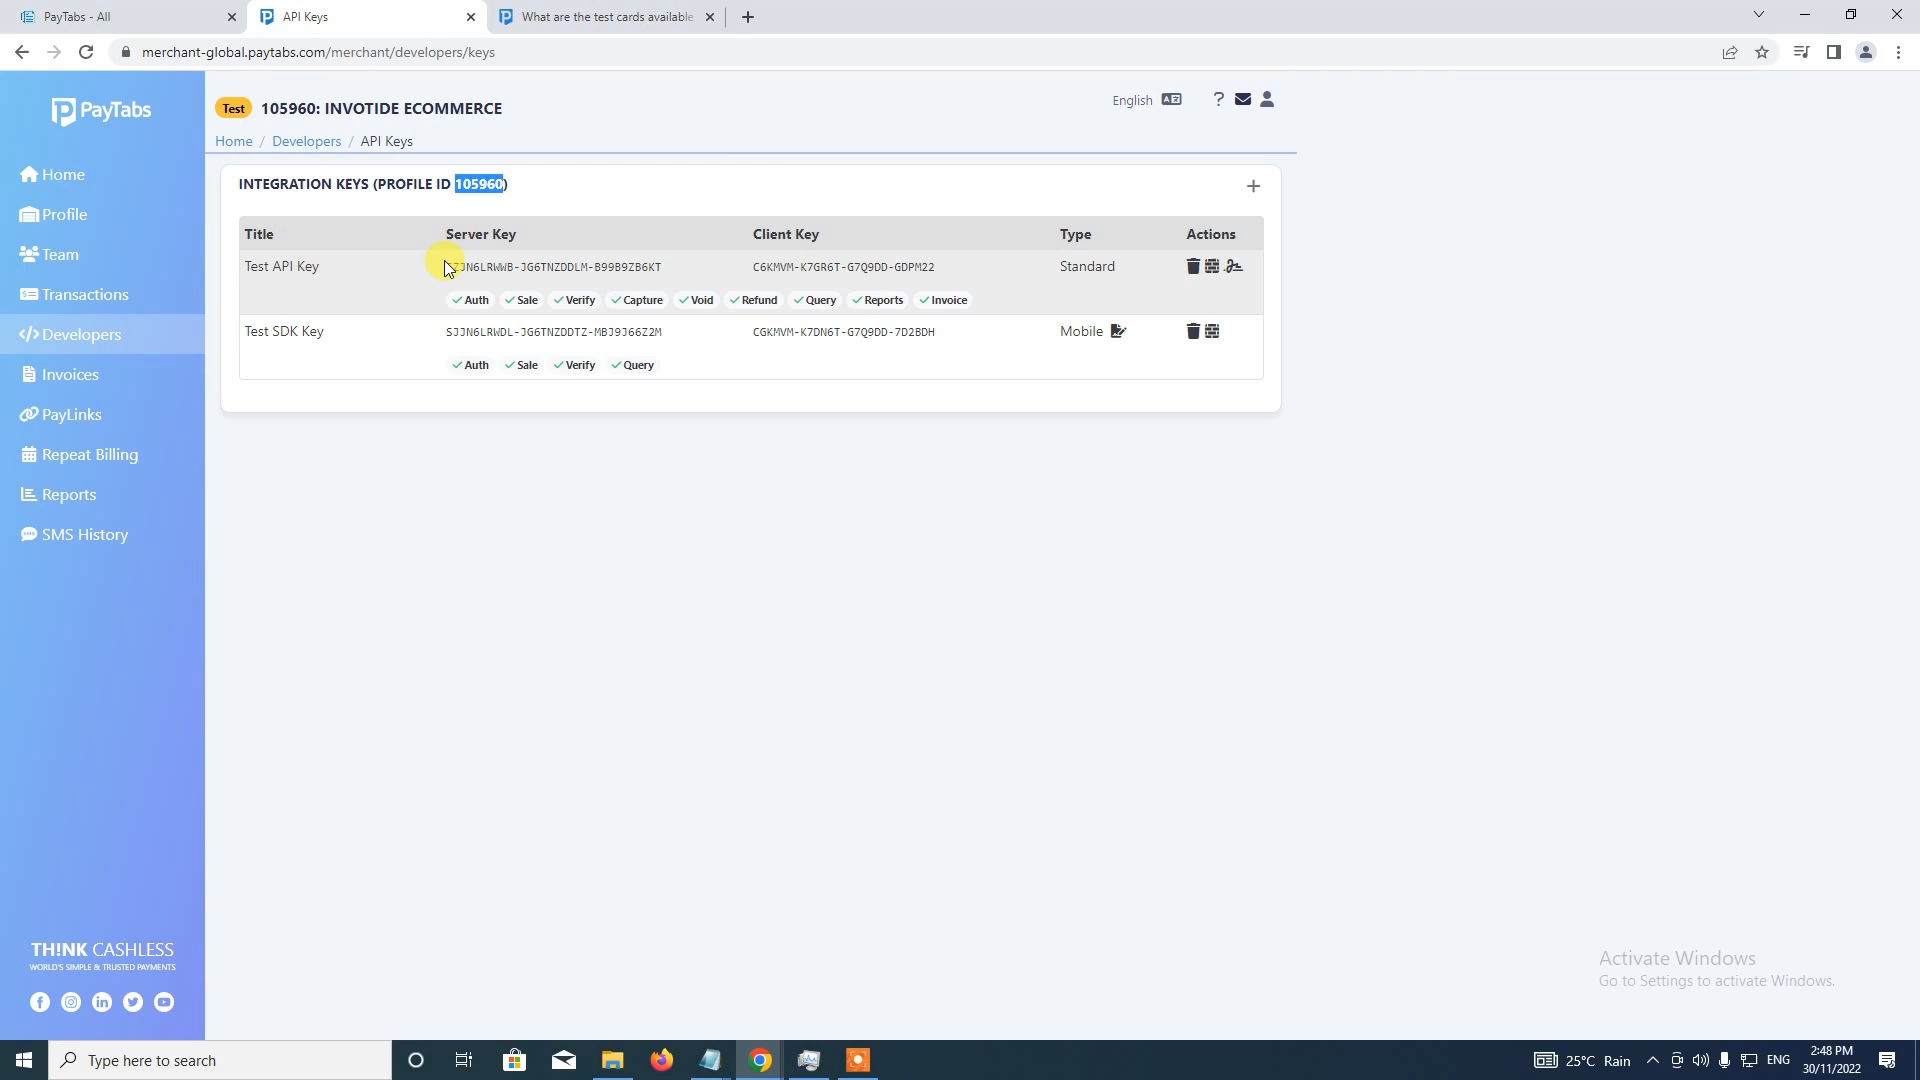 PayTabs - All
API Keys
What are the test cards available
merchant-global.paytabs.com/merchant/developers/keys
PayTabs
Home
Profile
Team
Transactions
Developers
Invoices
PayLinks
Repeat Billing
Reports
SMS History
TH!NK CASHLESS
WORLD'S SIMPLE & TRUSTED PAYMENTS
Test 105960: INVOTIDE ECOMMERCE
English
Home / Developers / API Keys
INTEGRATION KEYS (PROFILE ID 105960)
Title Server Key Client Key Type Actions
Test API Key C6KMVM-K7GR6T-G7Q9DD-GDPM22 Standard
Auth Sale Verify Capture Void Refund Query Reports Invoice
Test SDK Key SJJN6LRWDL-JG6TNZDDTZ-MBJ9J66Z2M CGKMVM-K7DN6T-G7Q9DD-7D2BDH Mobile
Auth Sale Verify Query
Activate Windows
Go to Settings to activate Windows.
Type here to search
25°C Rain
ENG
2:48 PM
30/11/2022